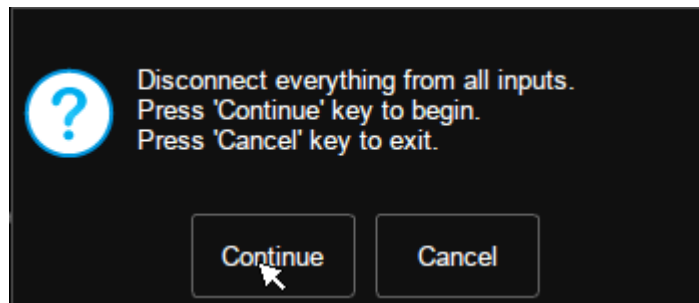 Disconnect everything from all inputs.
Press 'Continue' key to begin.
Press 'Cancel' key to exit.
Continue
Cancel